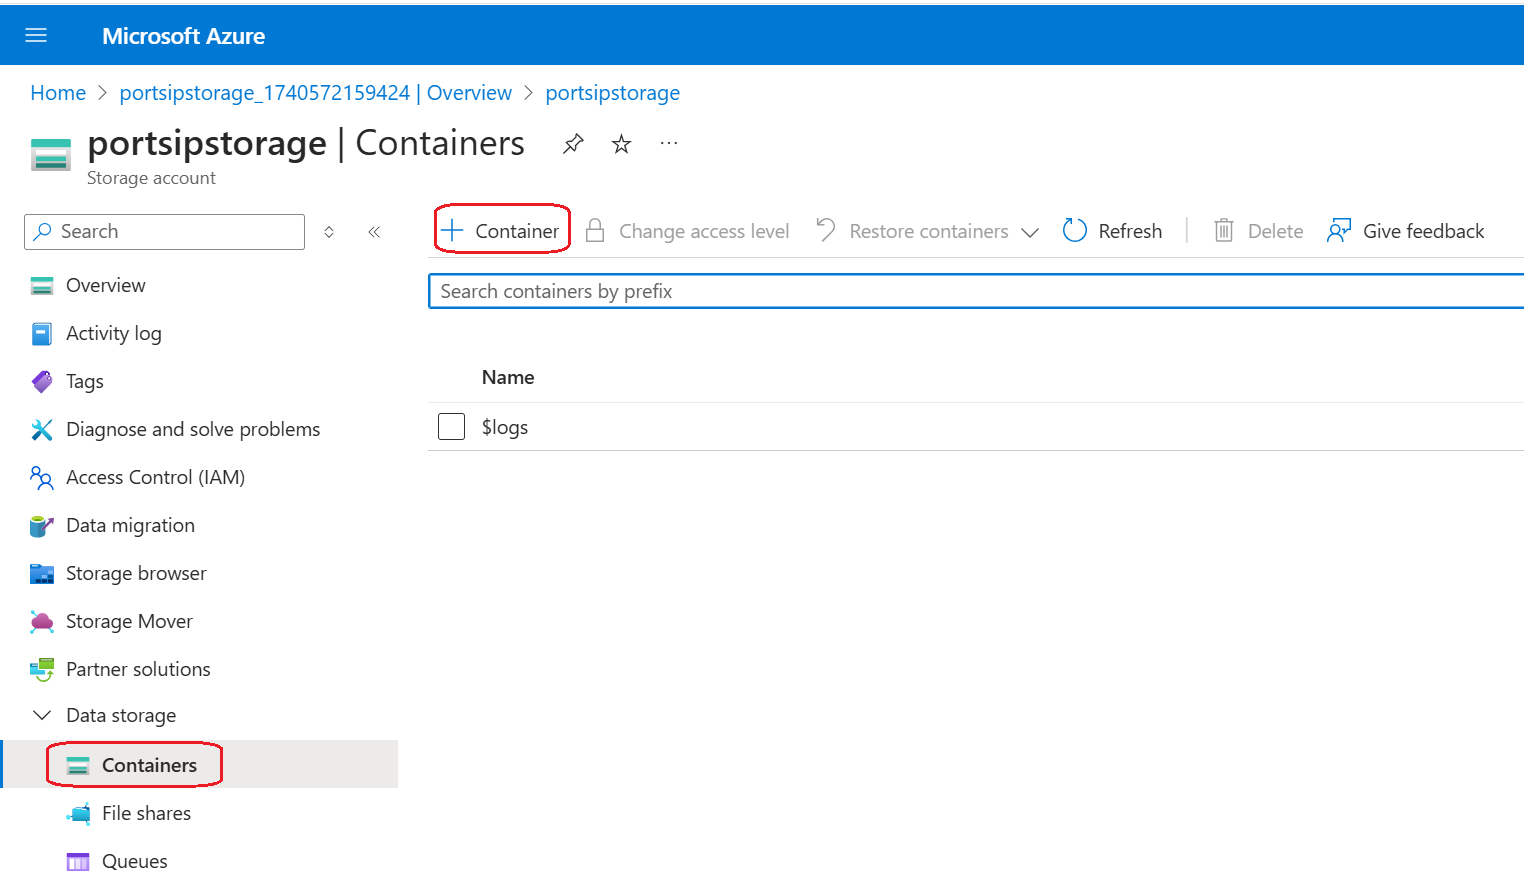 Microsoft Azure
Home > portsipstorage_1740572159424 | Overview > portsipstorage
portsipstorage | Containers
Storage account
Search
Container Change access level Restore containers Refresh Delete Give feedback
Search containers by prefix
Name
$logs
Overview
Activity log
Tags
Diagnose and solve problems
Access Control (IAM)
Data migration
Storage browser
Storage Mover
Partner solutions
Data storage
Containers
File shares
Queues